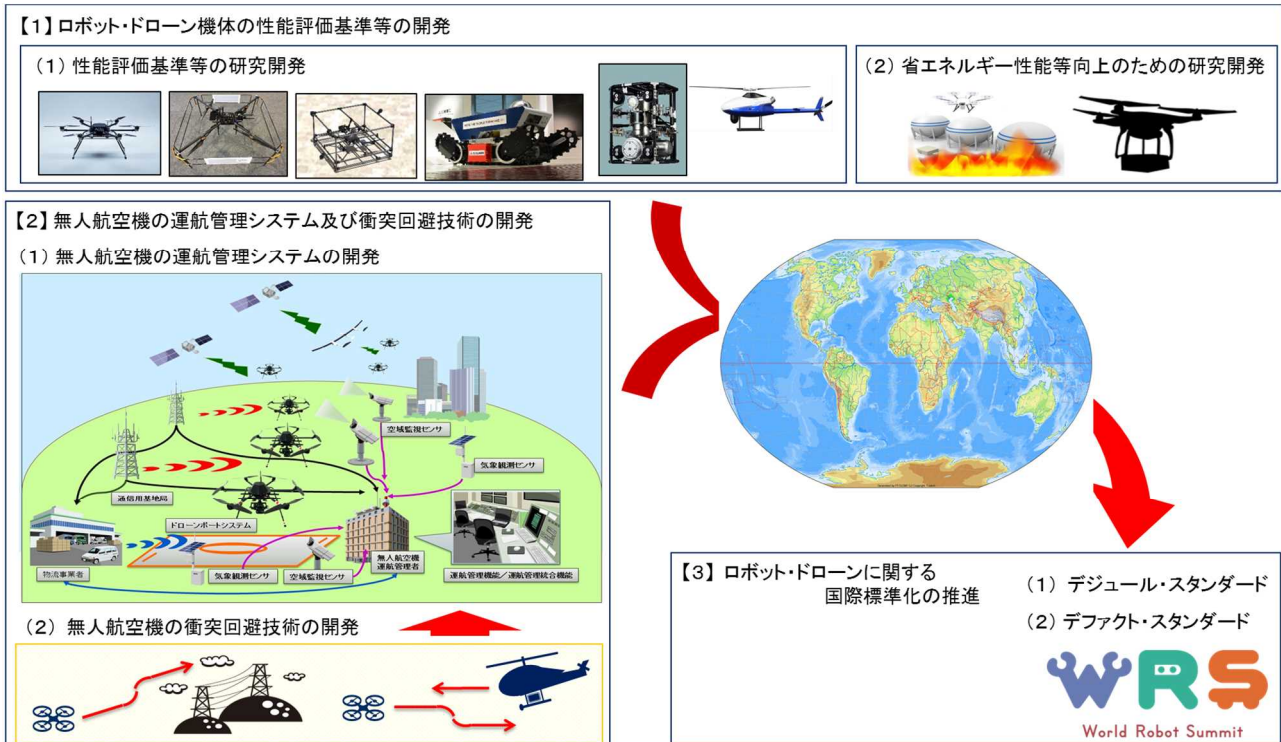 【1】ロボット・ドローン機体の性能評価基準等の開発
（1）性能評価基準等の研究開発
（2）省エネルギー性能等向上のための研究開発
【2】無人航空機の運航管理システム及び衝突回避技術の開発
（1）無人航空機の運航管理システムの開発
空域監視センサ
気象観測センサ
通信用基地局
ドローンポートシステム
無人航空機
運航管理者
物流事業者
気象観測センサ
空域監視センサ
運航管理機能／運航管理統合機能
（2）無人航空機の衝突回避技術の開発
【3】ロボット・ドローンに関する
国際標準化の推進
（1）デジュール・スタンダード
（2）デファクト・スタンダード
WRS
World Robot Summit